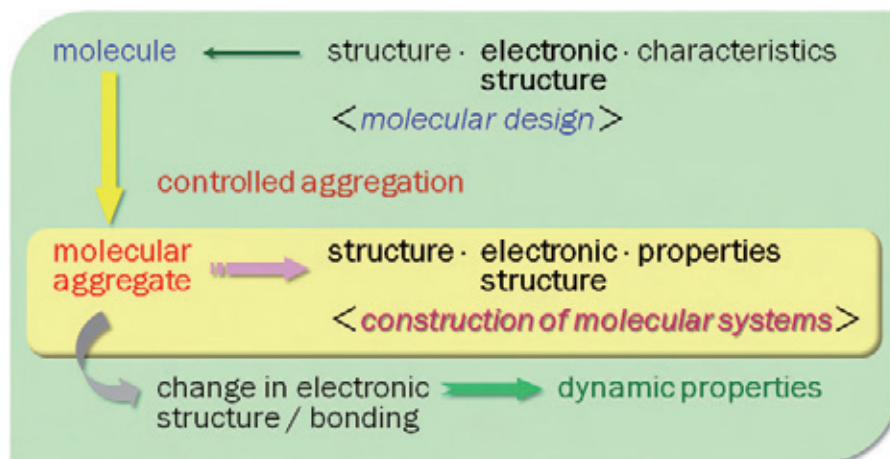 molecule structure · electronic · characteristics
structure
<molecular design>
controlled aggregation
molecular structure · electronic · properties
aggregate structure
<construction of molecular systems>
change in electronic dynamic properties
structure / bonding